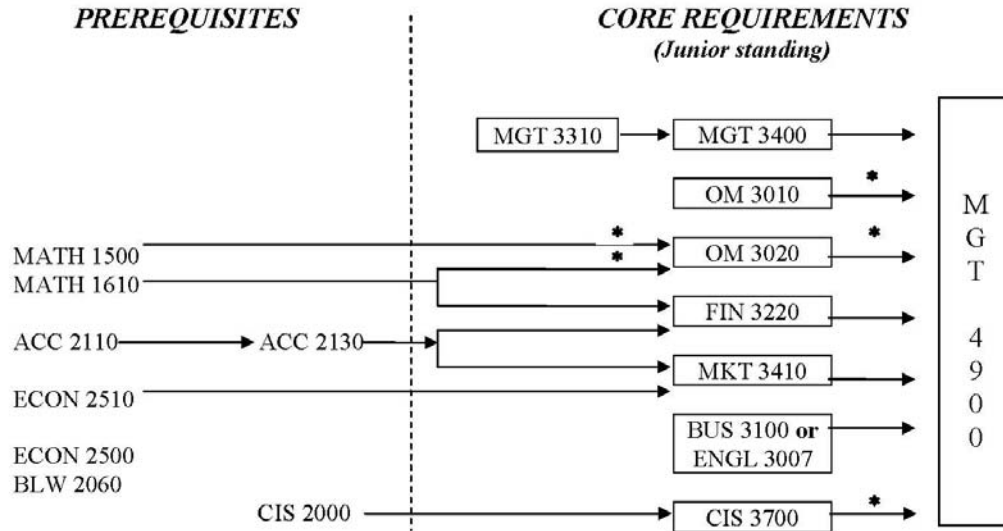 PREREQUISITES
CORE REQUIREMENTS
(Junior standing)
MGT 3310
MGT 3400
*
OM 3010
*
*
OM 3020
*
MATH 1500
MATH 1610
FIN 3220
ACC 2110
ACC 2130
MKT 3410
ECON 2510
BUS 3100 or
ENGL 3007
ECON 2500
BLW 2060
CIS 2000
CIS 3700
*
M
G
T
4
9
0
0